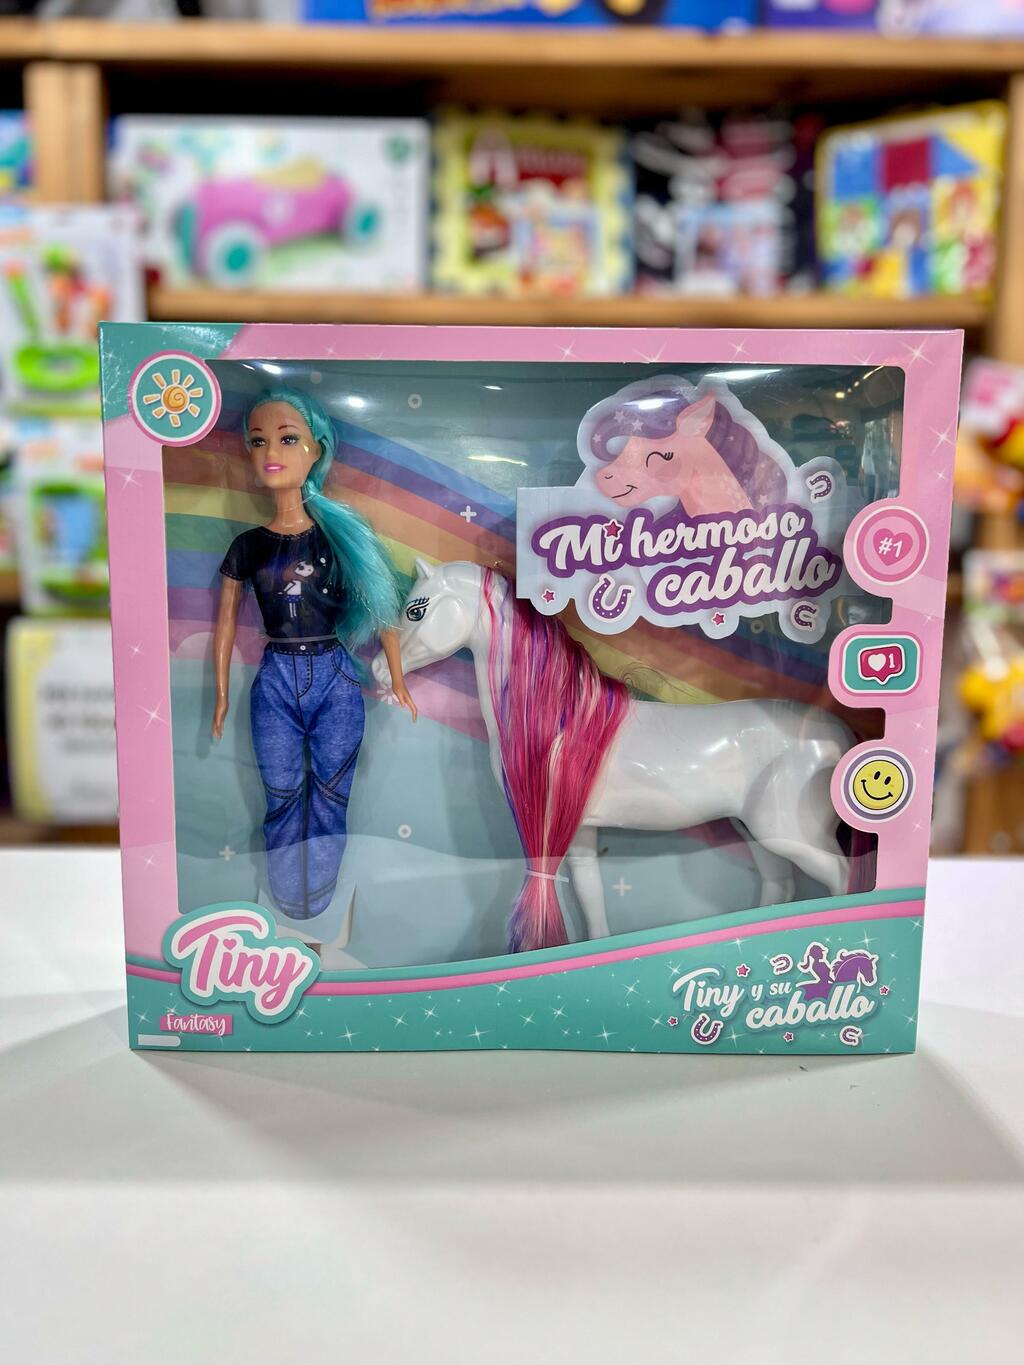 Mi hermoso
caballo
#1
1
Tiny
Fantasy
Tiny y su
caballo